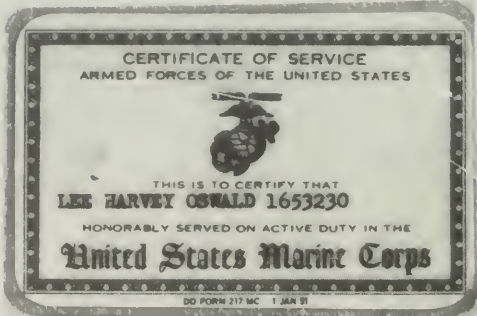 CERTIFICATE OF SERVICE
ARMED FORCES OF THE UNITED STATES
THIS IS TO CERTIFY THAT
LEE HARVEY OSWALD 1653230
HONORABLY SERVED ON ACTIVE DUTY IN THE
United States Marine Corps
DD FORM 217 MC 1 JAN 51